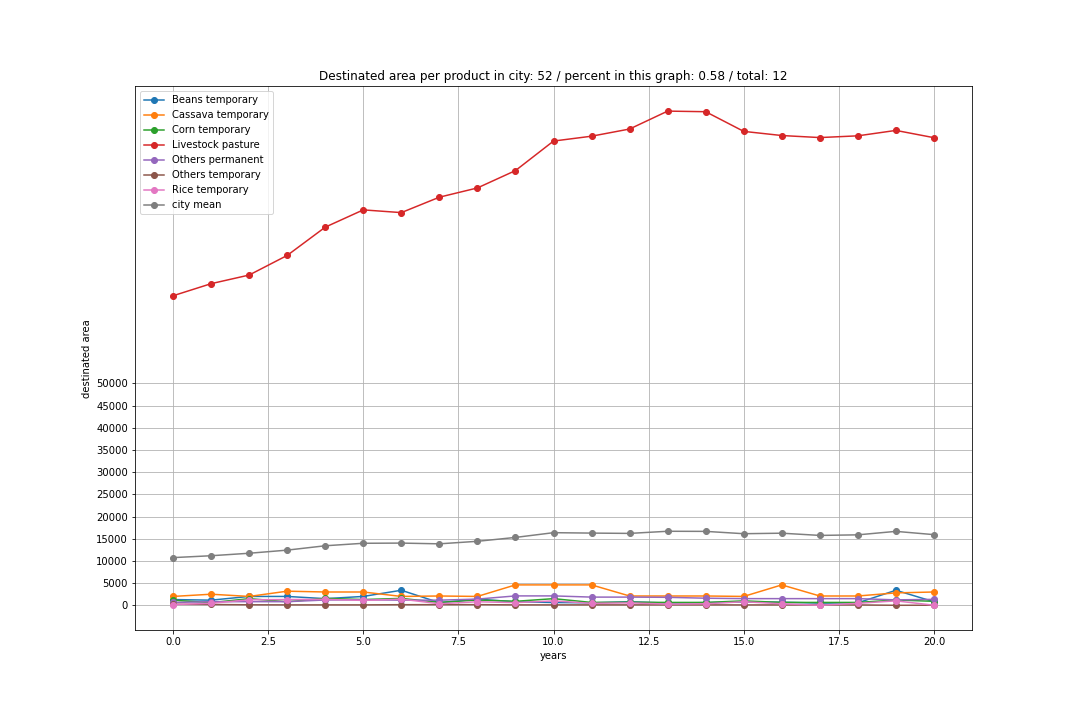 Destinated area per product in city: 52 / percent in this graph: 0.58 / total: 12
Beans temporary
Cassava temporary
Corn temporary
Livestock pasture
Others permanent
Others temporary
Rice temporary
city mean
destinated area
50000
45000
40000
35000
30000
25000
20000
15000
10000
5000
0
0.0 2.5 5.0 7.5 10.0 12.5 15.0 17.5 20.0
years